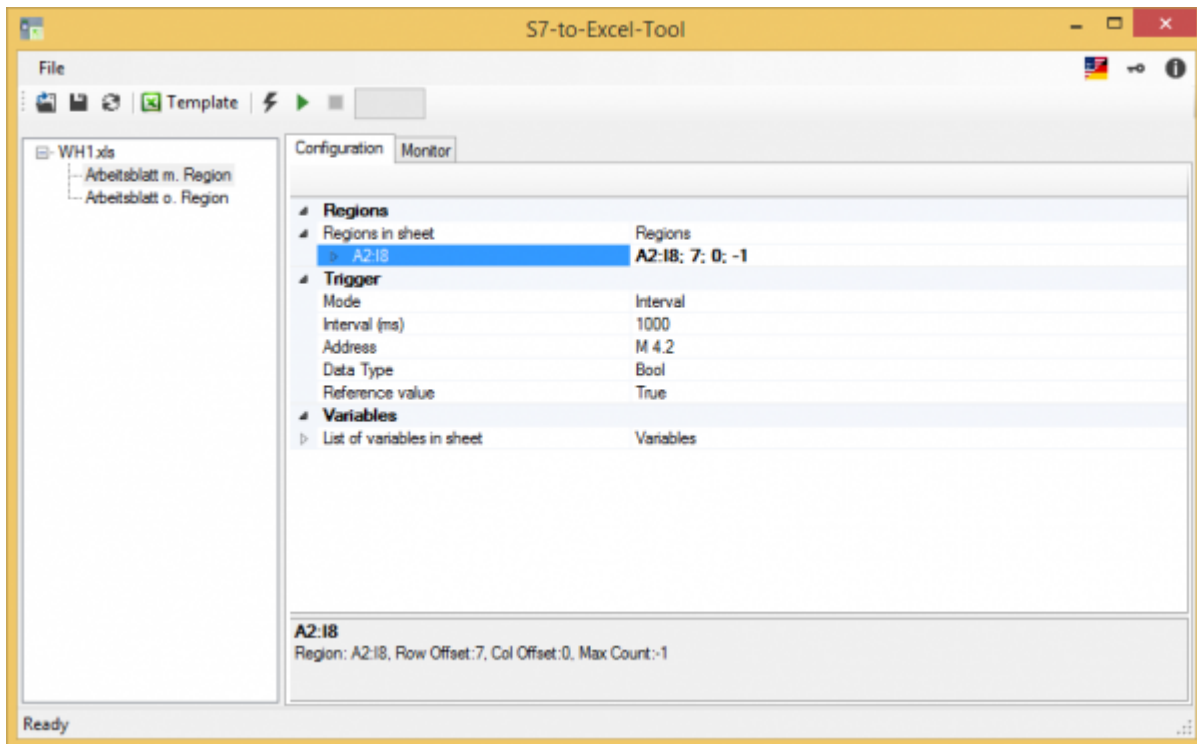 S7-to-Excel-Tool
File
Template
WH1.xls
Arbeitsblatt m. Region
Arbeitsblatt o. Region
Configuration Monitor
Regions
Regions in sheet Regions
A2:I8 A2:I8; 7; 0; -1
Trigger
Mode Interval
Interval (ms) 1000
Address M 4.2
Data Type Bool
Reference value True
Variables
List of variables in sheet Variables
A2:I8
Region: A2:I8, Row Offset:7, Col Offset:0, Max Count:-1
Ready